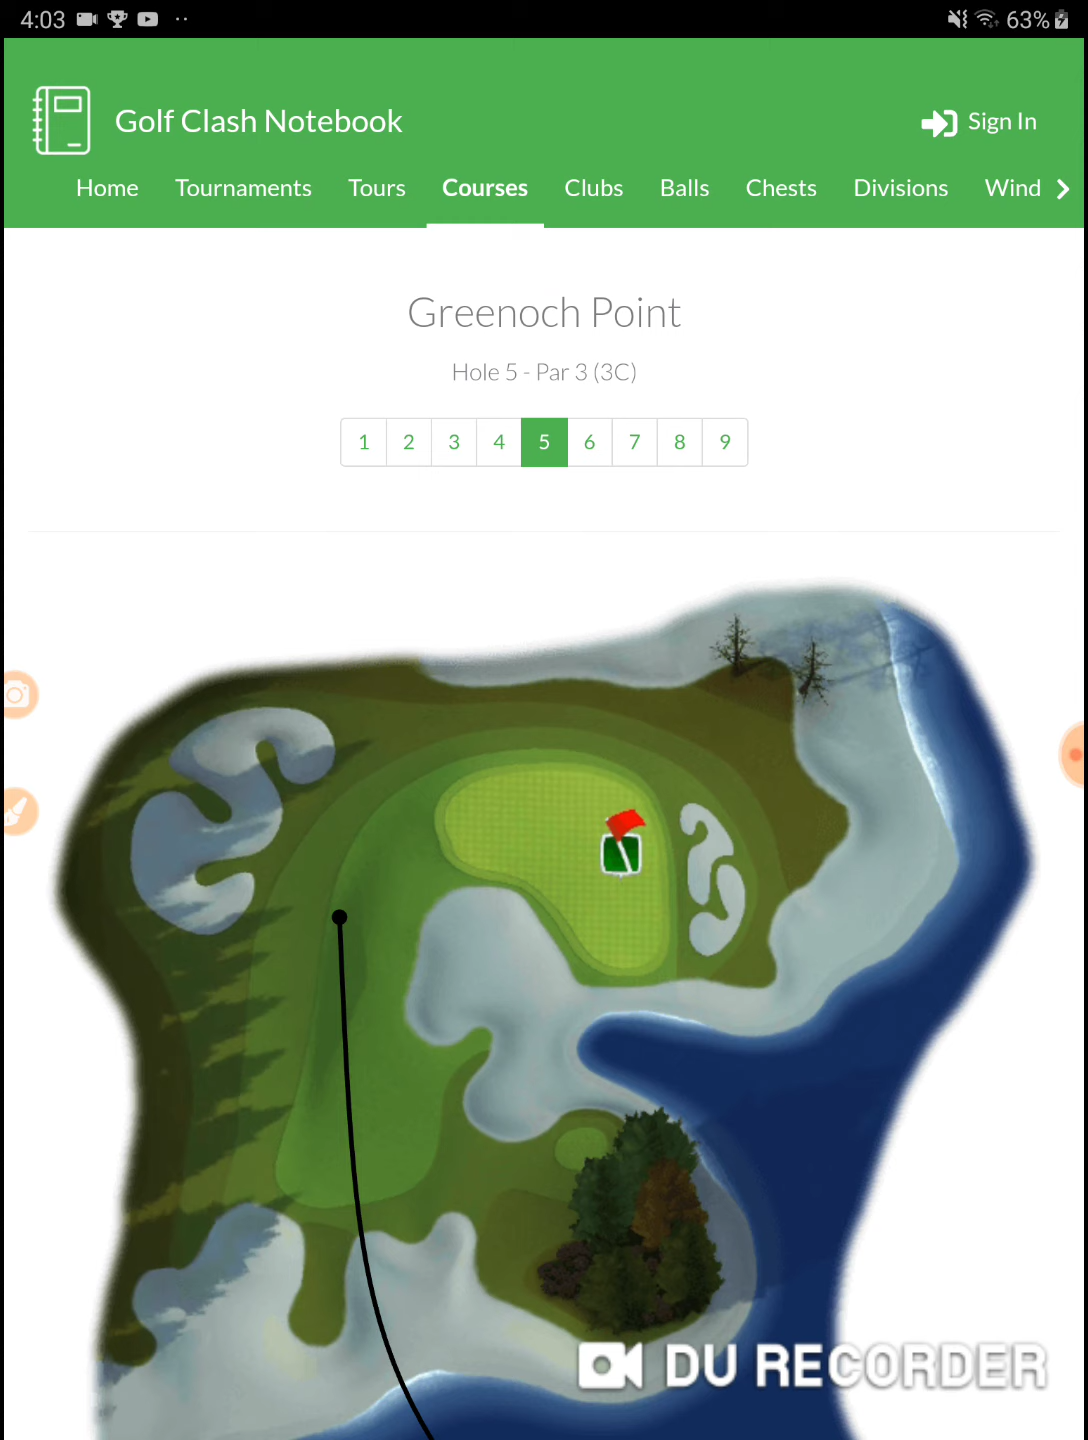 4:03 63%
Golf Clash Notebook Sign In
Home Tournaments Tours Courses Clubs Balls Chests Divisions Wind
Greenoch Point
Hole 5 - Par 3 (3C)
1 2 3 4 5 6 7 8 9
DU RECORDER